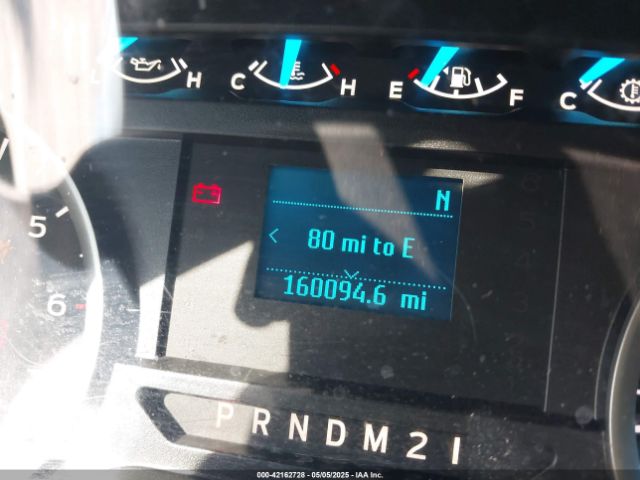 L H C H E F C
N
< 80 mi to E
160094.6 mi
5
6
P R N D M 2 1
000-42162728 - 05/05/2025 - IAA Inc.